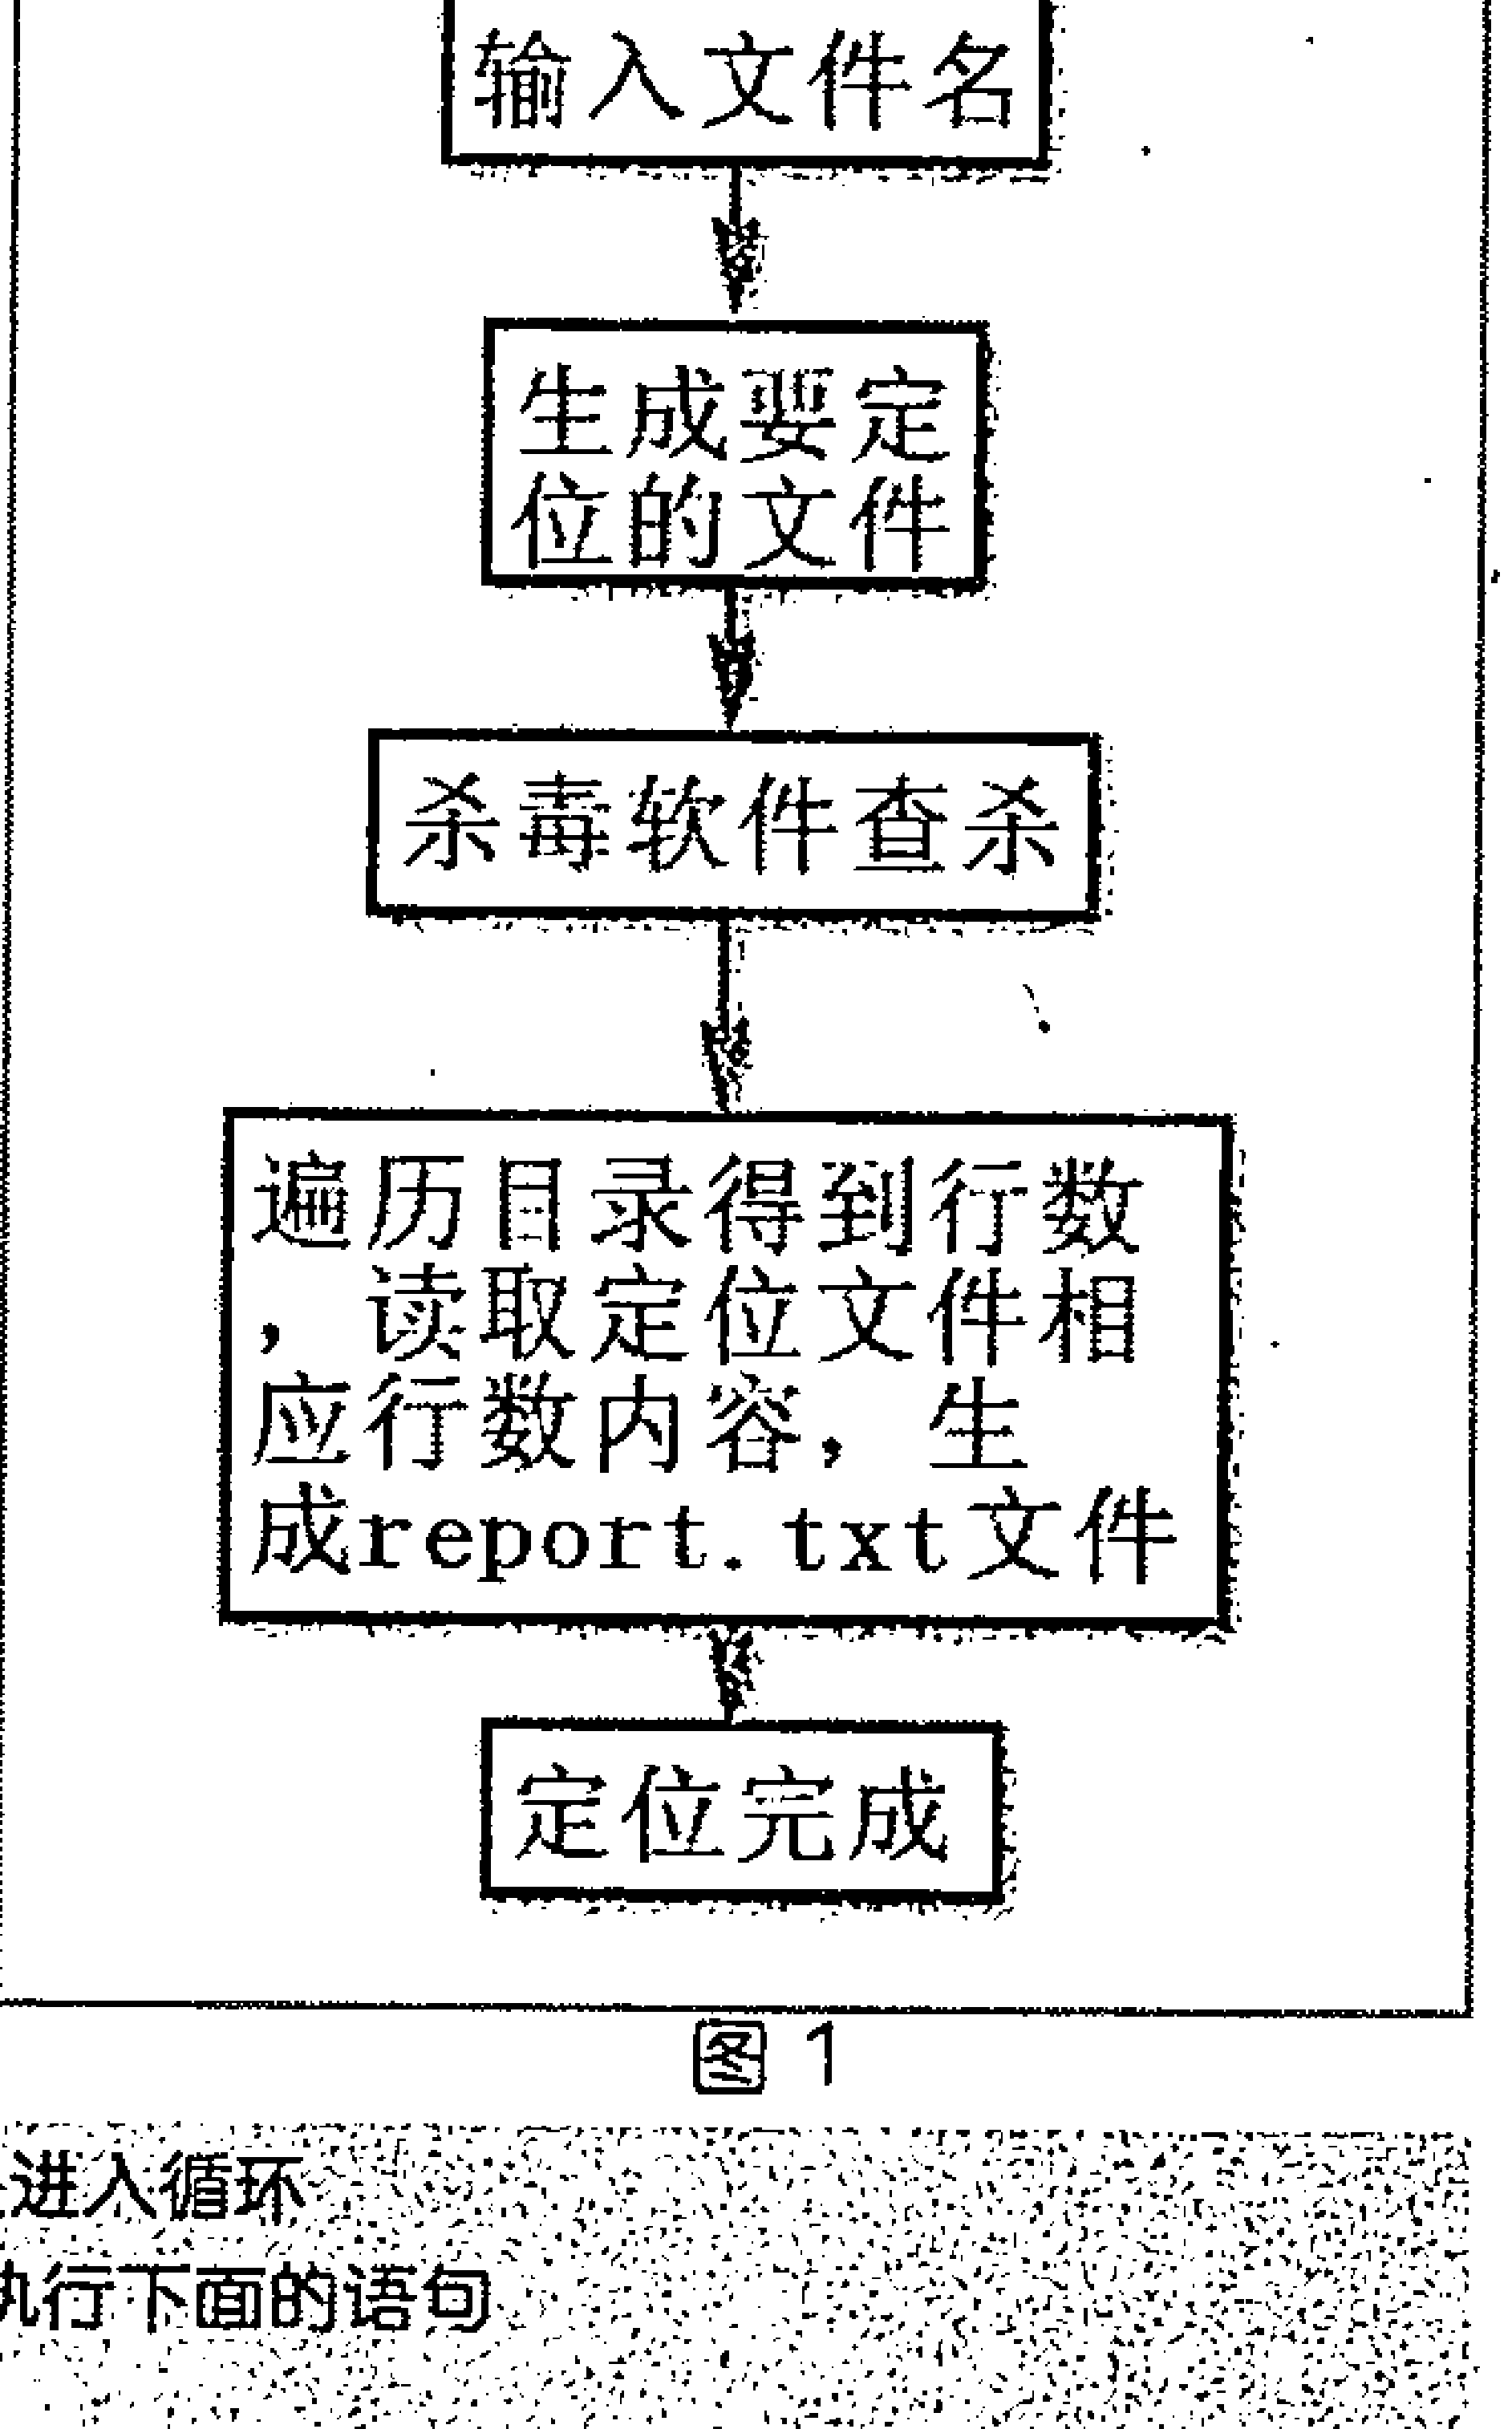 输入文件名
生成要定
位的文件
杀毒软件查杀
遍历目录得到行数
，读取定位文件相
应行数内容，生
成report.txt文件
定位完成
图 1
进入循环
执行下面的语句